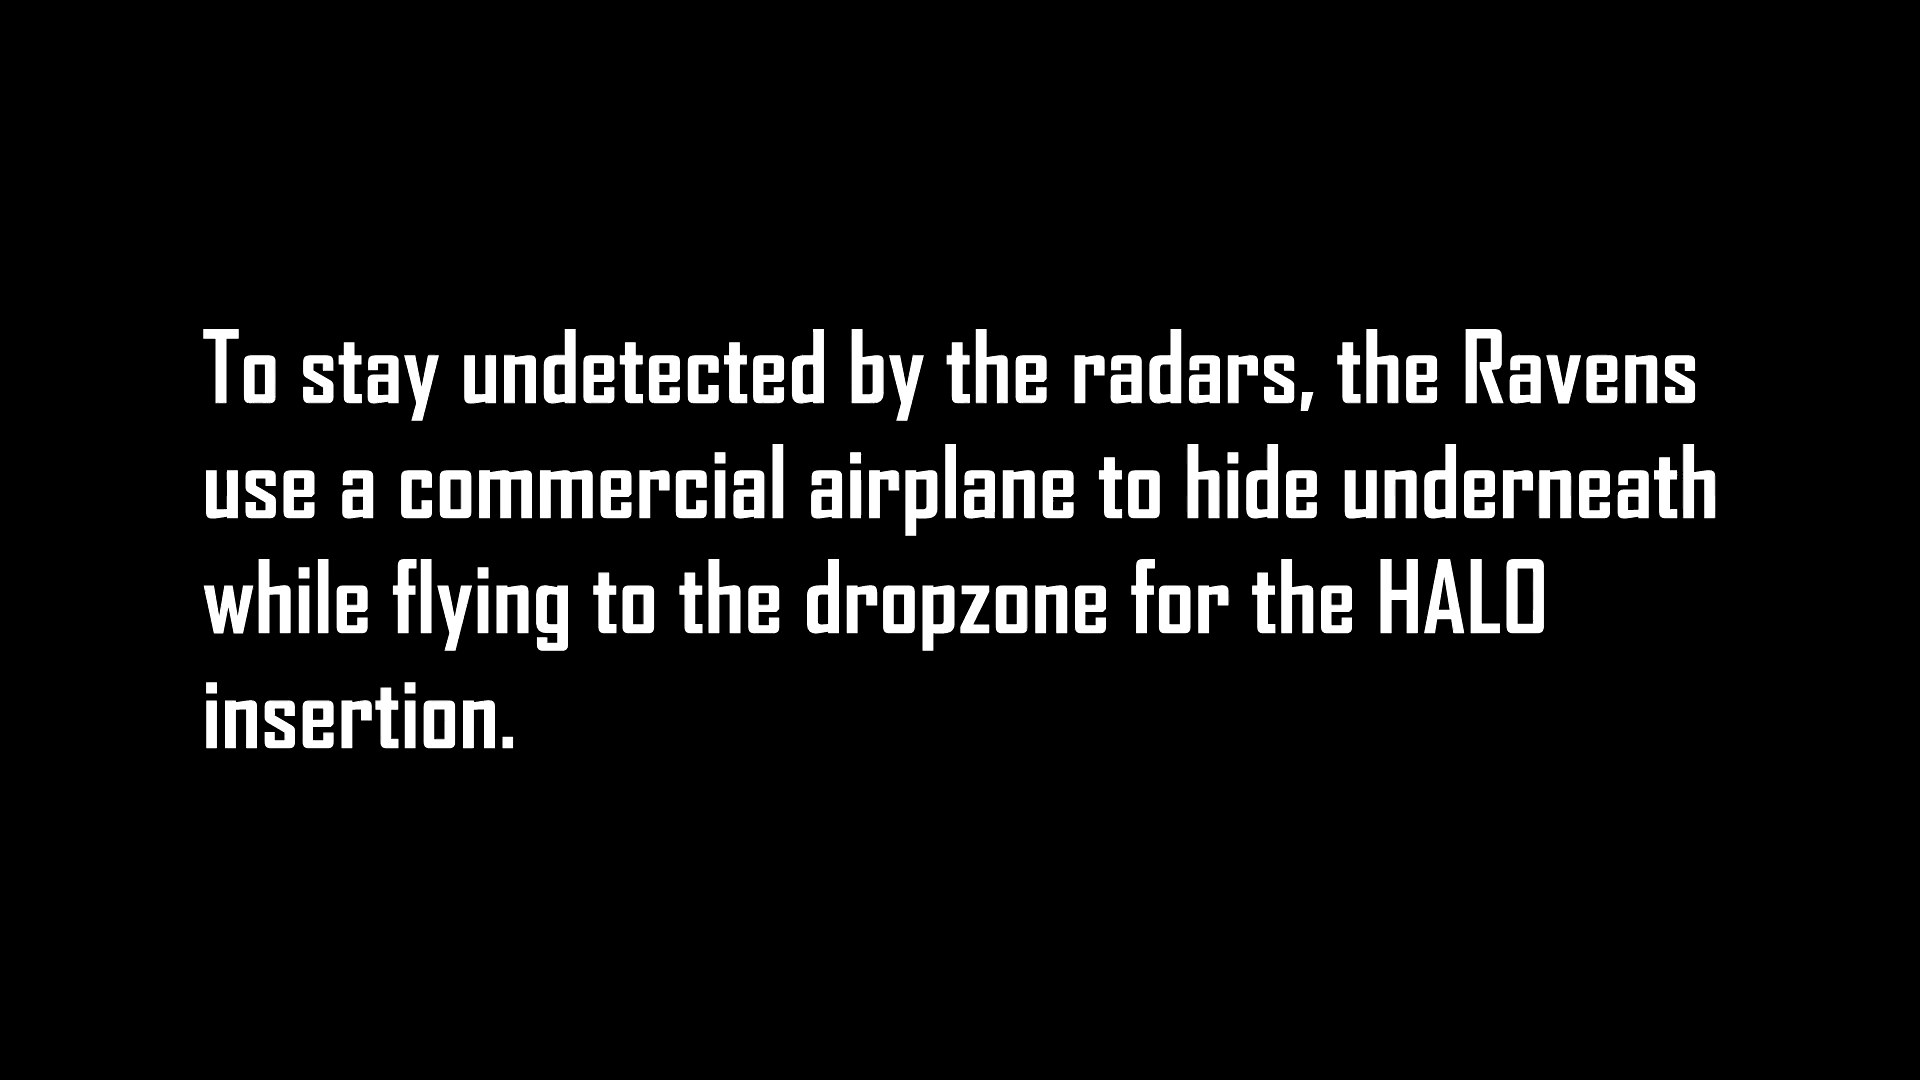 To stay undetected by the radars, the Ravens
use a commercial airplane to hide underneath
while flying to the dropzone for the HALO
insertion.